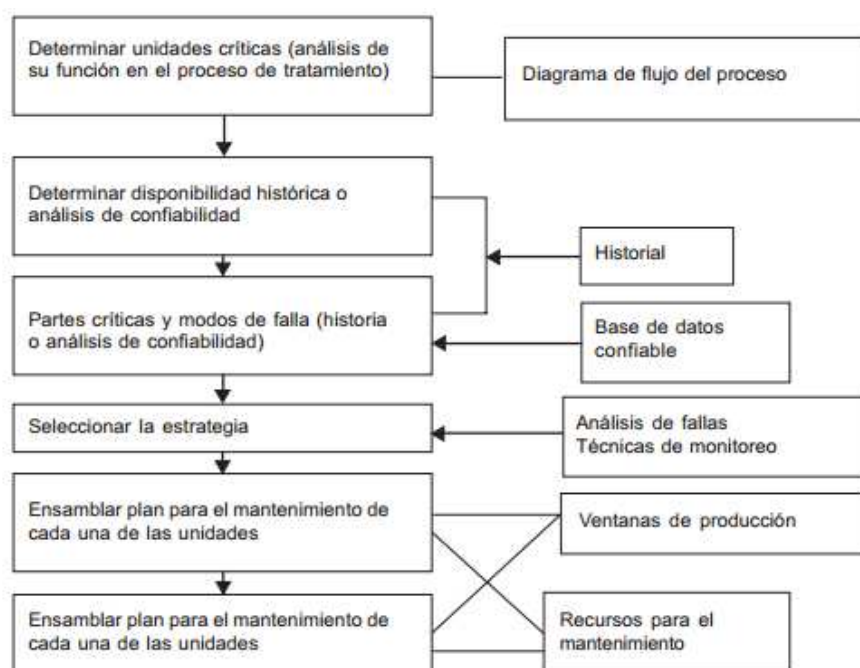 Determinar unidades críticas (análisis de
su función en el proceso de tratamiento)
Diagrama de flujo del proceso
Determinar disponibilidad histórica o
análisis de confiabilidad
Historial
Partes críticas y modos de falla (historia
o análisis de confiabilidad)
Base de datos
confiable
Seleccionar la estrategia
Análisis de fallas
Técnicas de monitoreo
Ensamblar plan para el mantenimiento de
cada una de las unidades
Ventanas de producción
Ensamblar plan para el mantenimiento de
cada una de las unidades
Recursos para el
mantenimiento